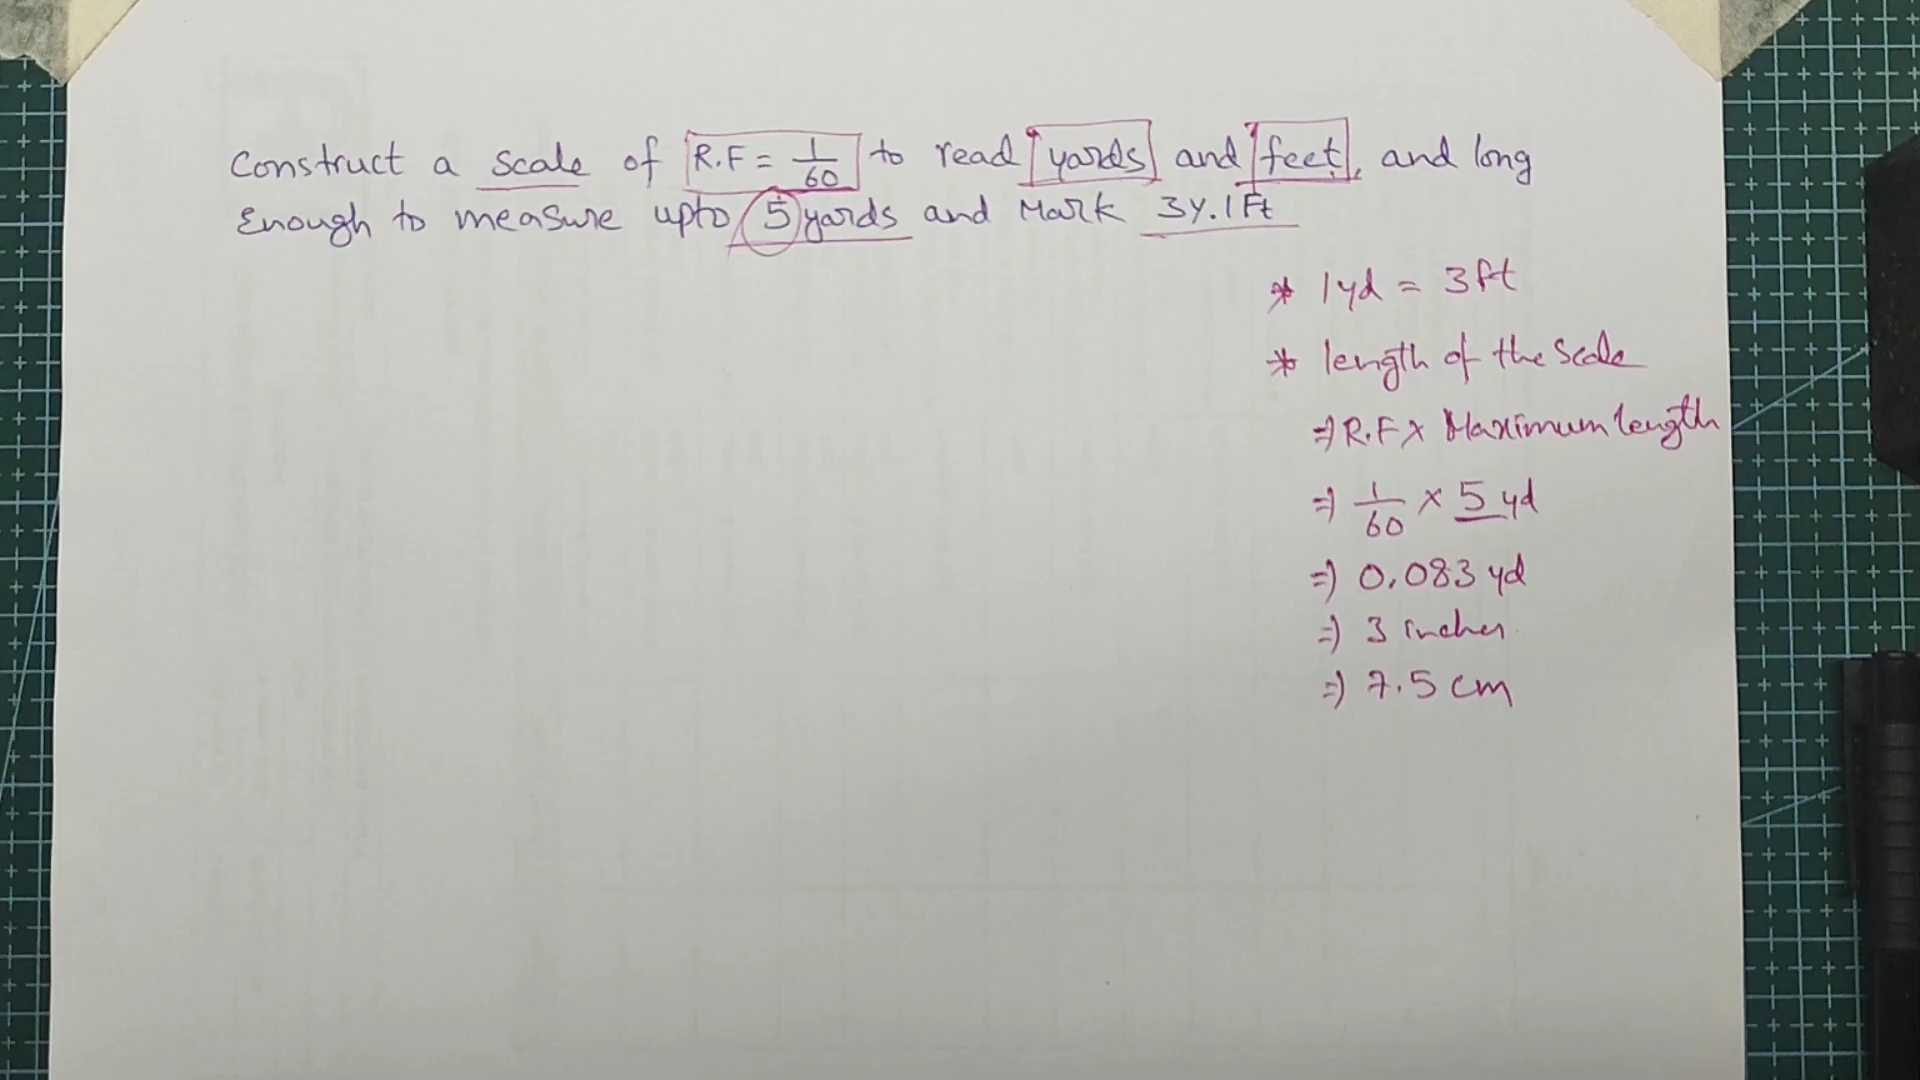 Construct a scale of R.F = 1/60 to read yards and feet, and long
Enough to measure upto 5 yards and Mark 3y.1Ft
* 1yd = 3ft
* length of the Scale
⇒ R.F x Maximum length
⇒ 1/60 x 5 yd
⇒ 0.083 yd
⇒ 3 inches
⇒ 7.5 cm